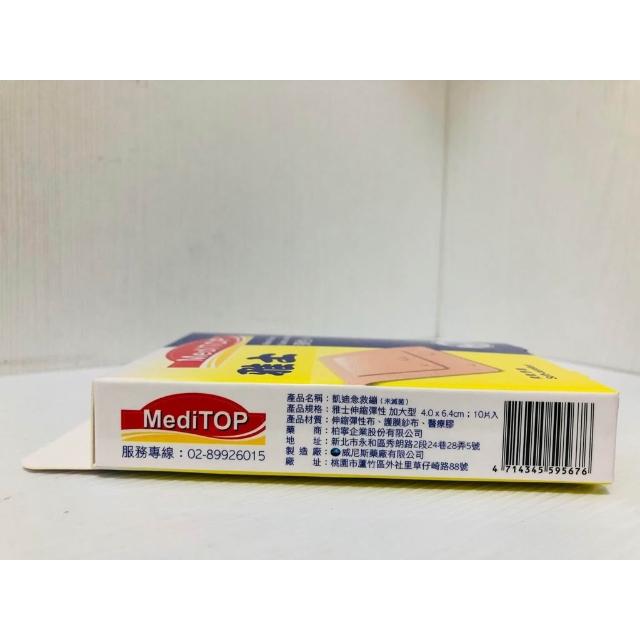 MediTOP
雅士
MediTOP
服務專線：02-89926015
產品名稱：凱迪急救繃（未滅菌）
產品規格：雅士伸縮彈性 加大型 4.0 x 6.4cm；10片入
產品材質：伸縮彈性布、護膜紗布、醫療膠
藥　　商：柏寧企業股份有限公司
地　　址：新北市永和區秀朗路2段24巷28弄5號
製 造 廠：威尼斯藥廠有限公司
廠　　址：桃園市蘆竹區外社里草仔崎路88號
4 714345 595676